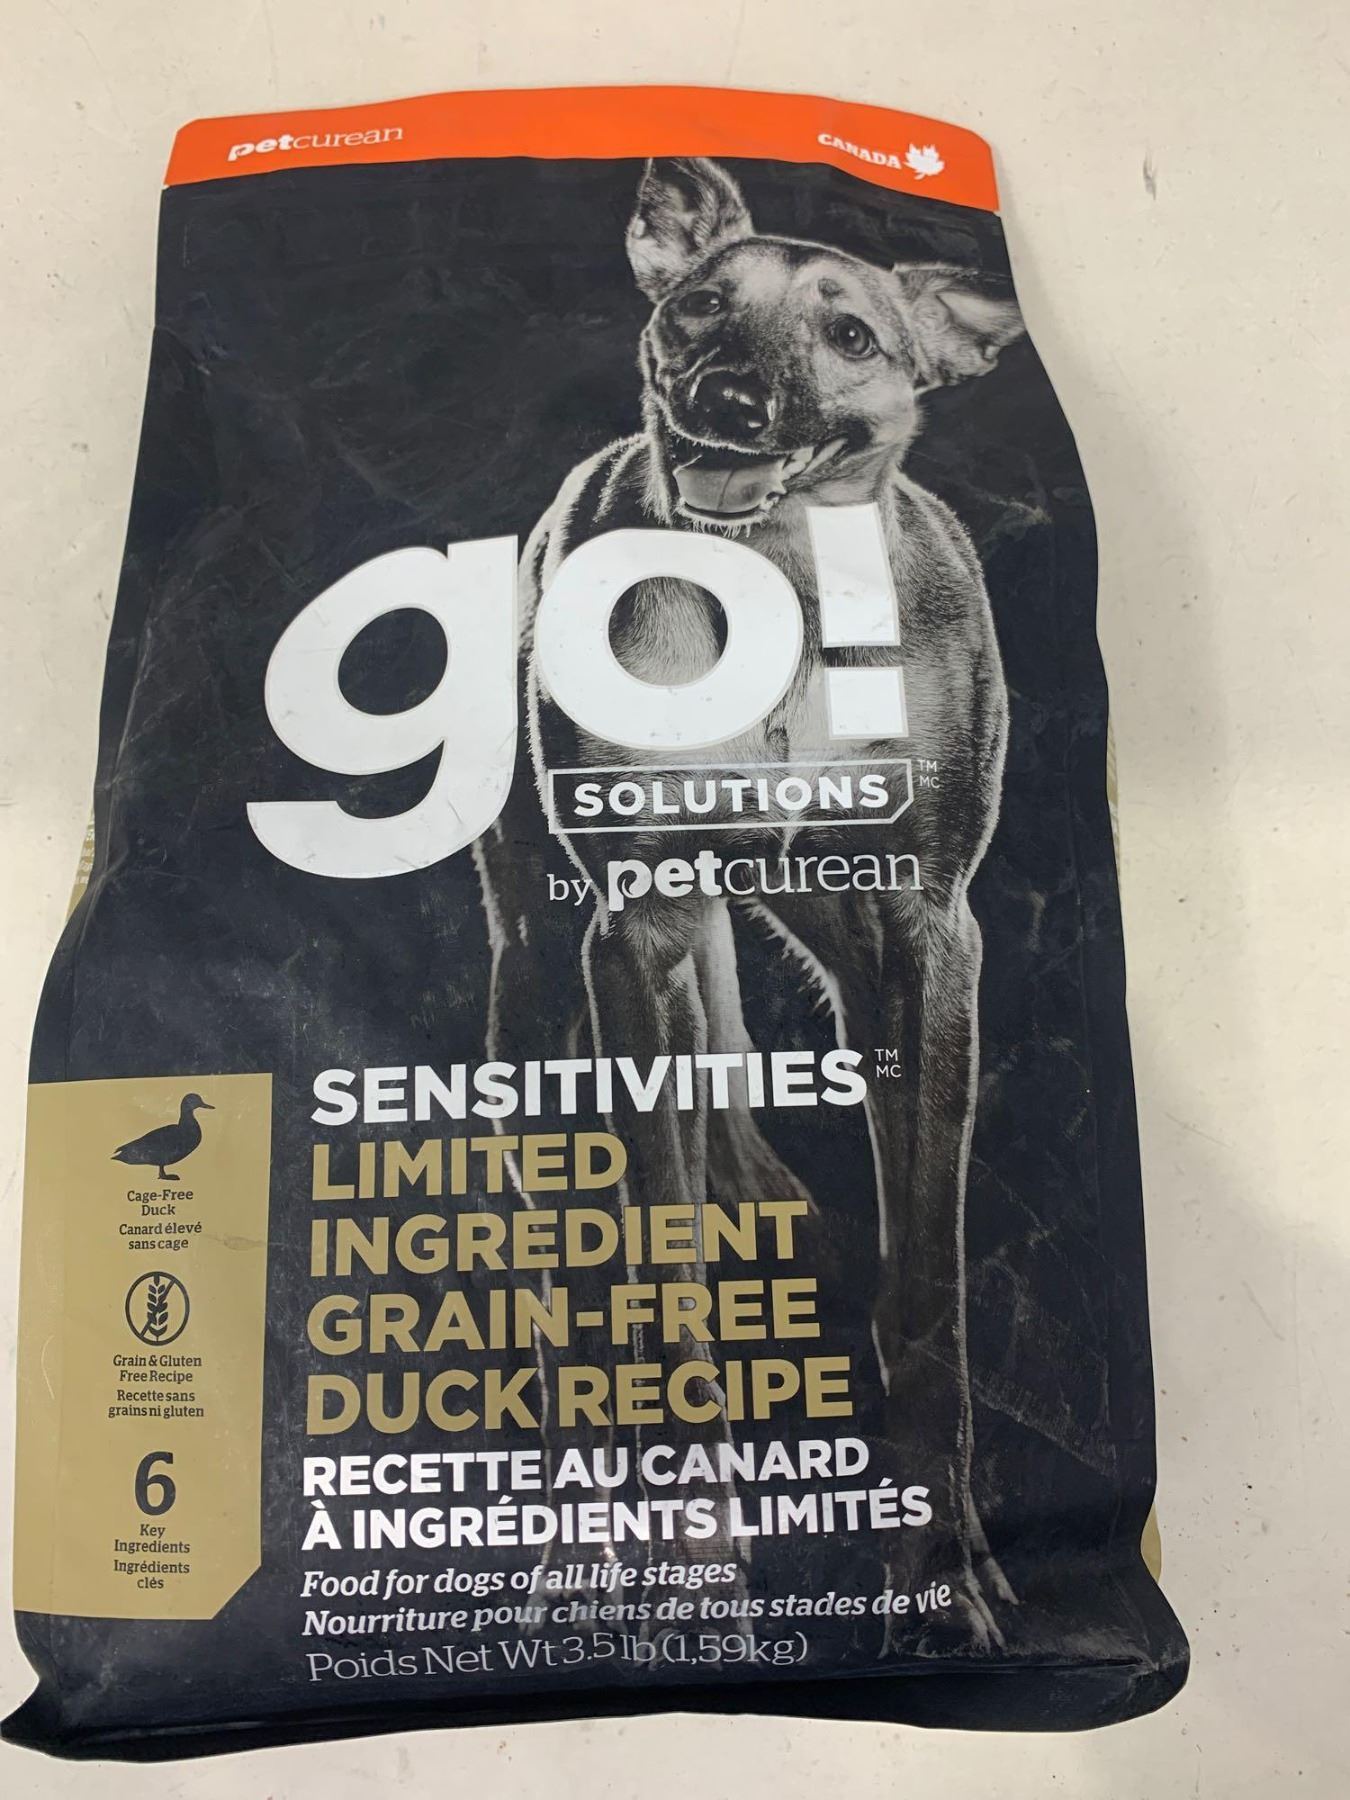 petcurean
CANADA
go!
SOLUTIONS
TM
MC
by petcurean
SENSITIVITIES
TM
MC
LIMITED
INGREDIENT
GRAIN-FREE
DUCK RECIPE
RECETTE AU CANARD
À INGRÉDIENTS LIMITÉS
Food for dogs of all life stages
Nourriture pour chiens de tous stades de vie
Poids Net Wt 3.5 lb (1,59kg)
Cage-Free
Duck
Canard élevé
sans cage
Grain & Gluten
Free Recipe
Recette sans
grains ni gluten
6
Key
Ingredients
Ingrédients
clés